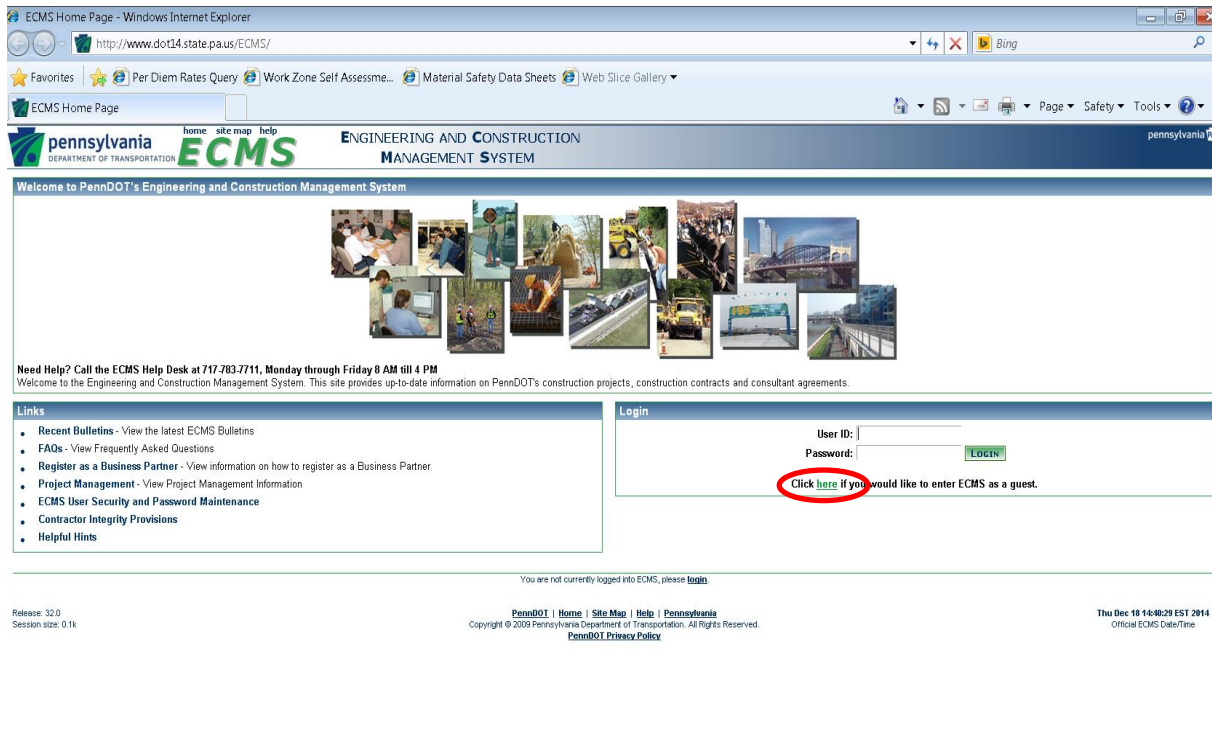 ECMS Home Page - Windows Internet Explorer
http://www.dot14.state.pa.us/ECMS/
Bing
Favorites
Per Diem Rates Query
Work Zone Self Assessme...
Material Safety Data Sheets
Web Slice Gallery
ECMS Home Page
Page
Safety
Tools
pennsylvania
DEPARTMENT OF TRANSPORTATION
home site map help
ECMS
ENGINEERING AND CONSTRUCTION
MANAGEMENT SYSTEM
pennsylvania
Welcome to PennDOT's Engineering and Construction Management System
Need Help? Call the ECMS Help Desk at 717-783-7711, Monday through Friday 8 AM till 4 PM
Welcome to the Engineering and Construction Management System. This site provides up-to-date information on PennDOT's construction projects, construction contracts and consultant agreements.
Links
Recent Bulletins - View the latest ECMS Bulletins
FAQs - View Frequently Asked Questions
Register as a Business Partner - View information on how to register as a Business Partner
Project Management - View Project Management Information
ECMS User Security and Password Maintenance
Contractor Integrity Provisions
Helpful Hints
Login
User ID:
Password:
LOGIN
Click here if you would like to enter ECMS as a guest.
You are not currently logged into ECMS, please login.
Release: 32.0
Session size: 0.1k
PennDOT | Home | Site Map | Help | Pennsylvania
Copyright © 2009 Pennsylvania Department of Transportation. All Rights Reserved.
PennDOT Privacy Policy
Thu Dec 18 14:40:29 EST 2014
Official ECMS Date/Time